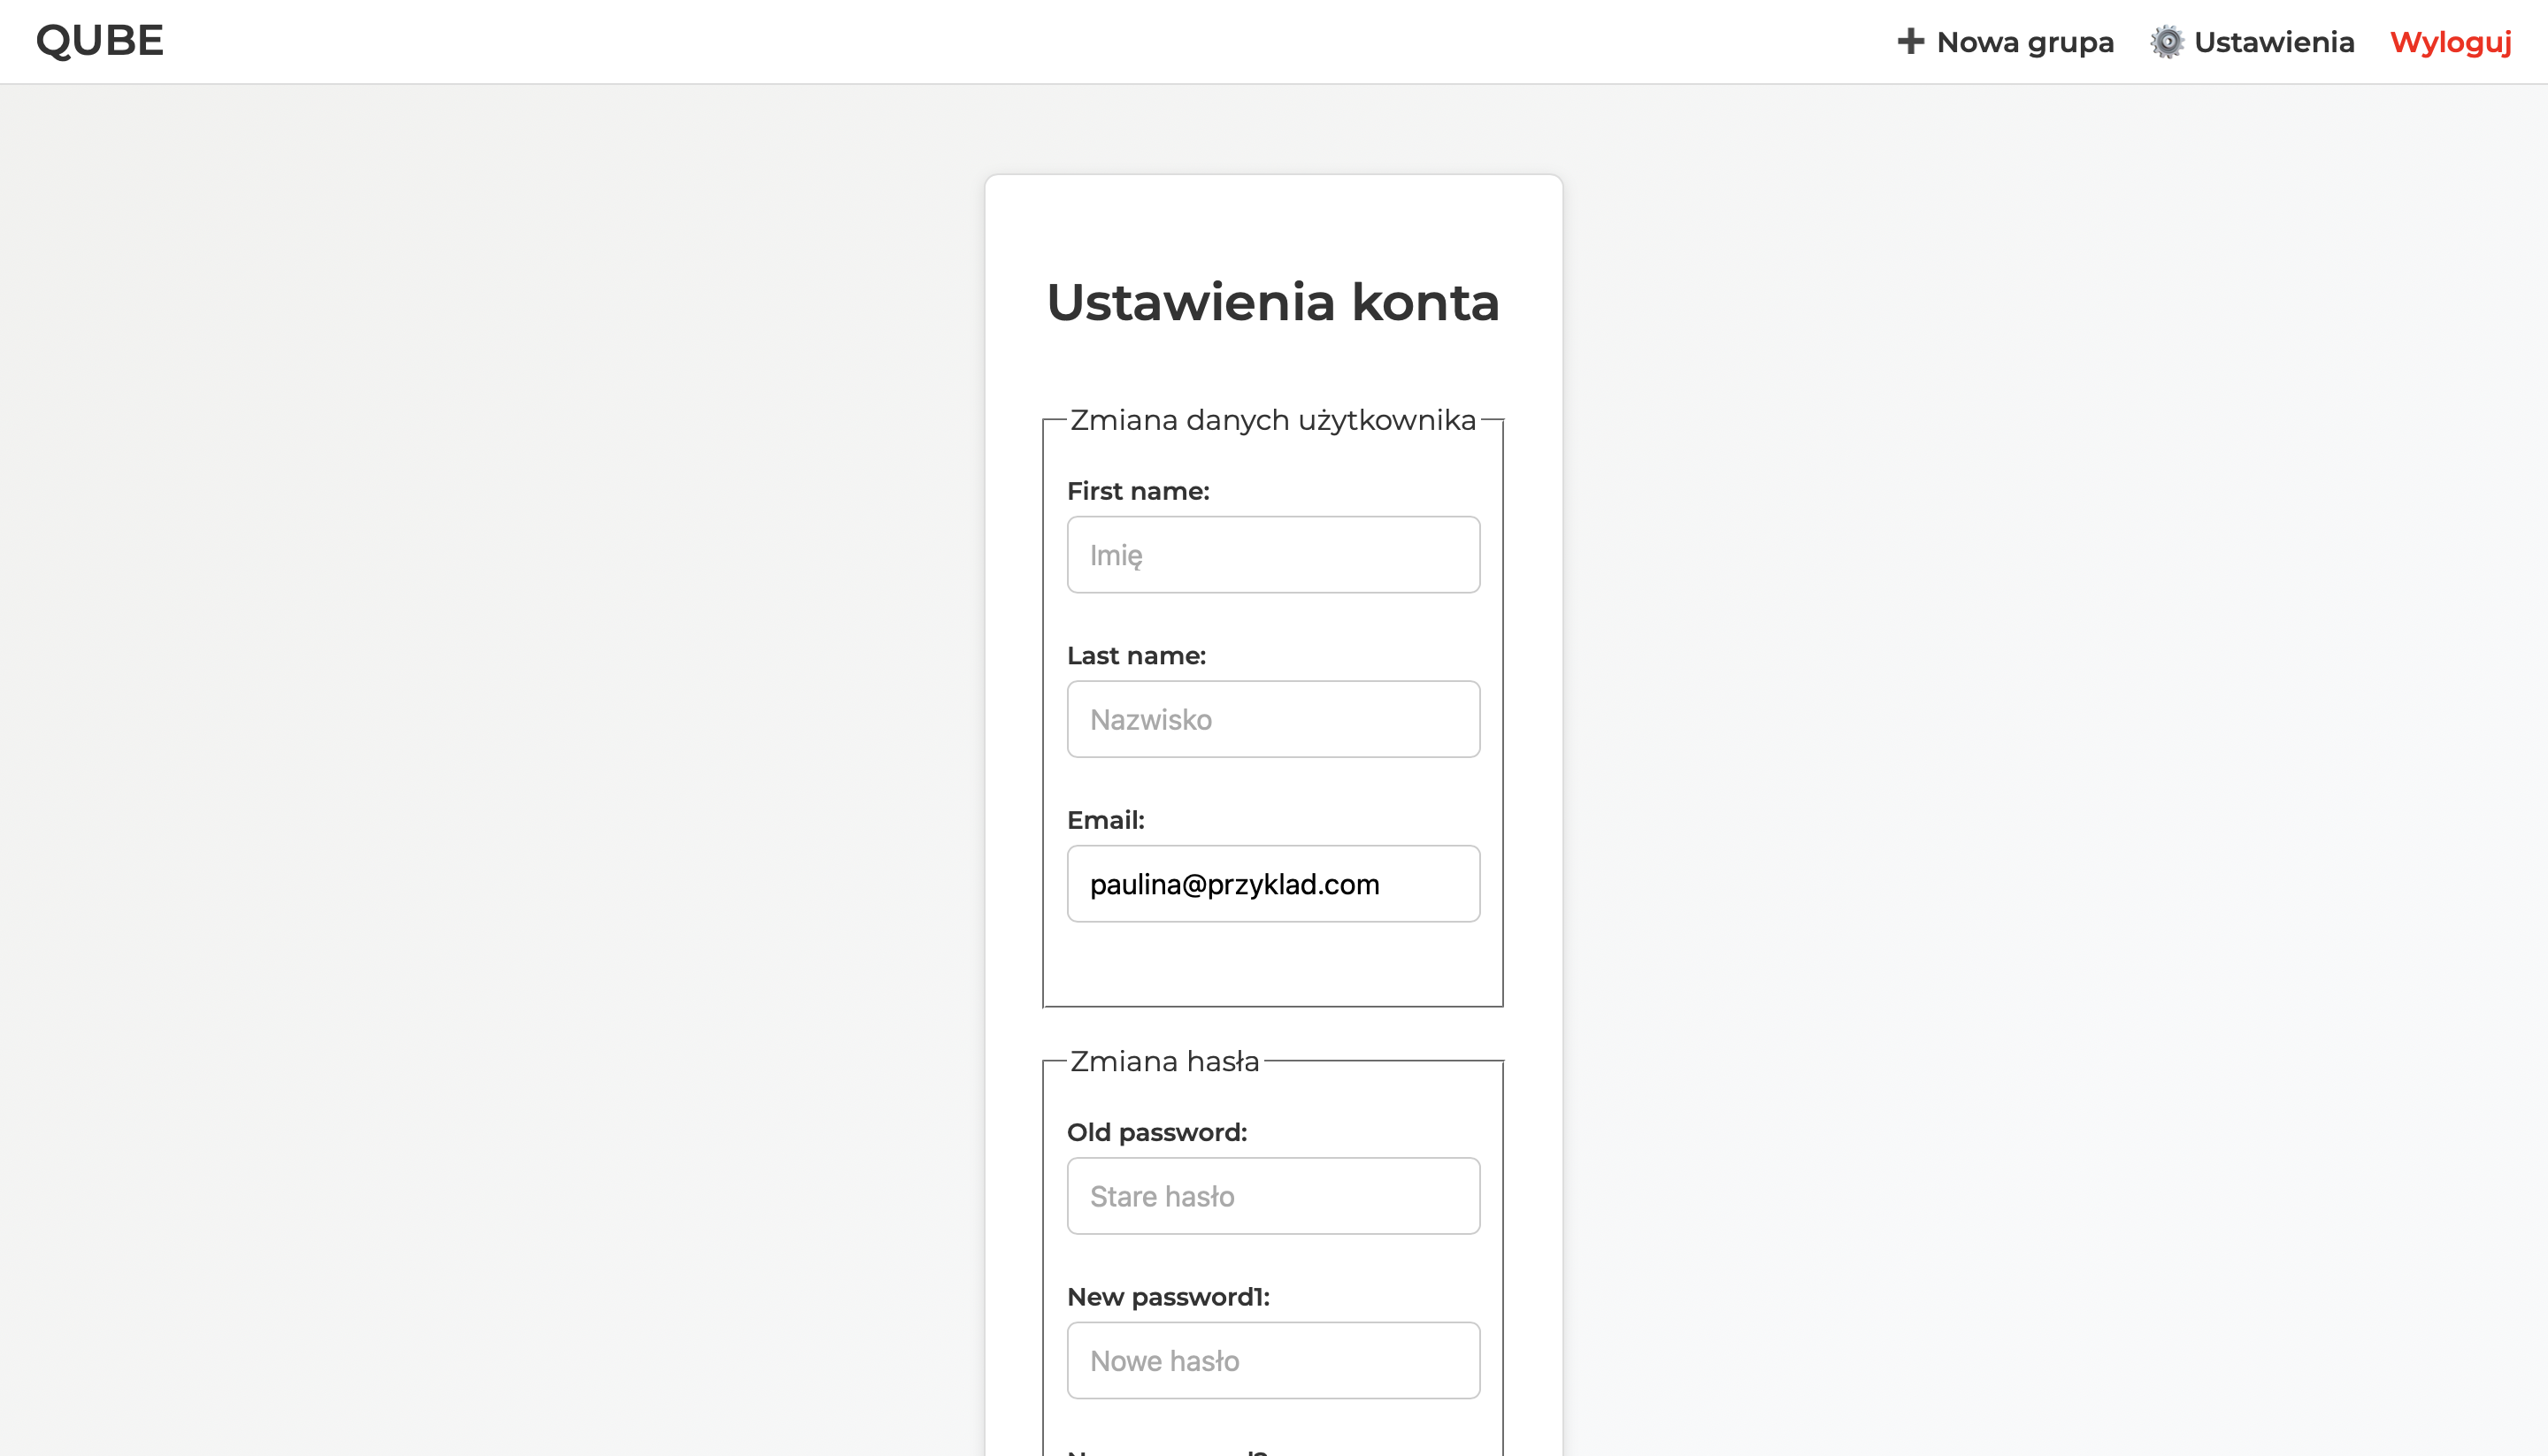 QUBE
Nowa grupa
Ustawienia
Wyloguj
Ustawienia konta
Zmiana danych użytkownika
First name:
Imię
Last name:
Nazwisko
Email:
paulina@przyklad.com
Zmiana hasła
Old password:
Stare hasło
New password1:
Nowe hasło